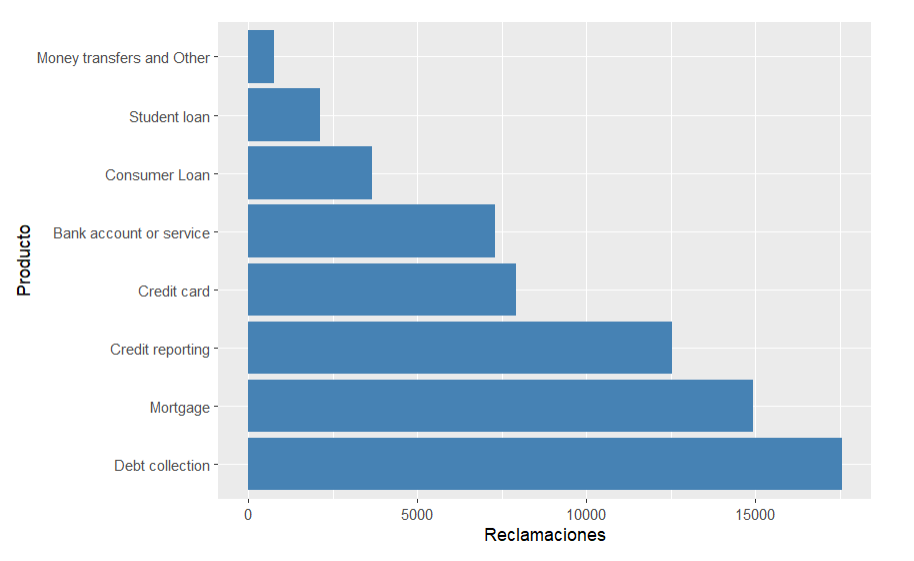 Money transfers and Other
Student loan
Consumer Loan
Bank account or service
Credit card
Credit reporting
Mortgage
Debt collection
Producto
0 5000 10000 15000
Reclamaciones